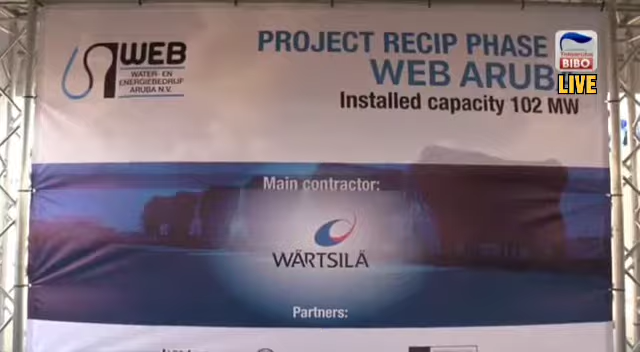 WEB
WATER- EN
ENERGIEBEDRIJF
ARUBA N.V.
PROJECT RECIP PHASE
WEB ARUB
Installed capacity 102 MW
BIBO
LIVE
Main contractor:
WÄRTSILÄ
Partners: